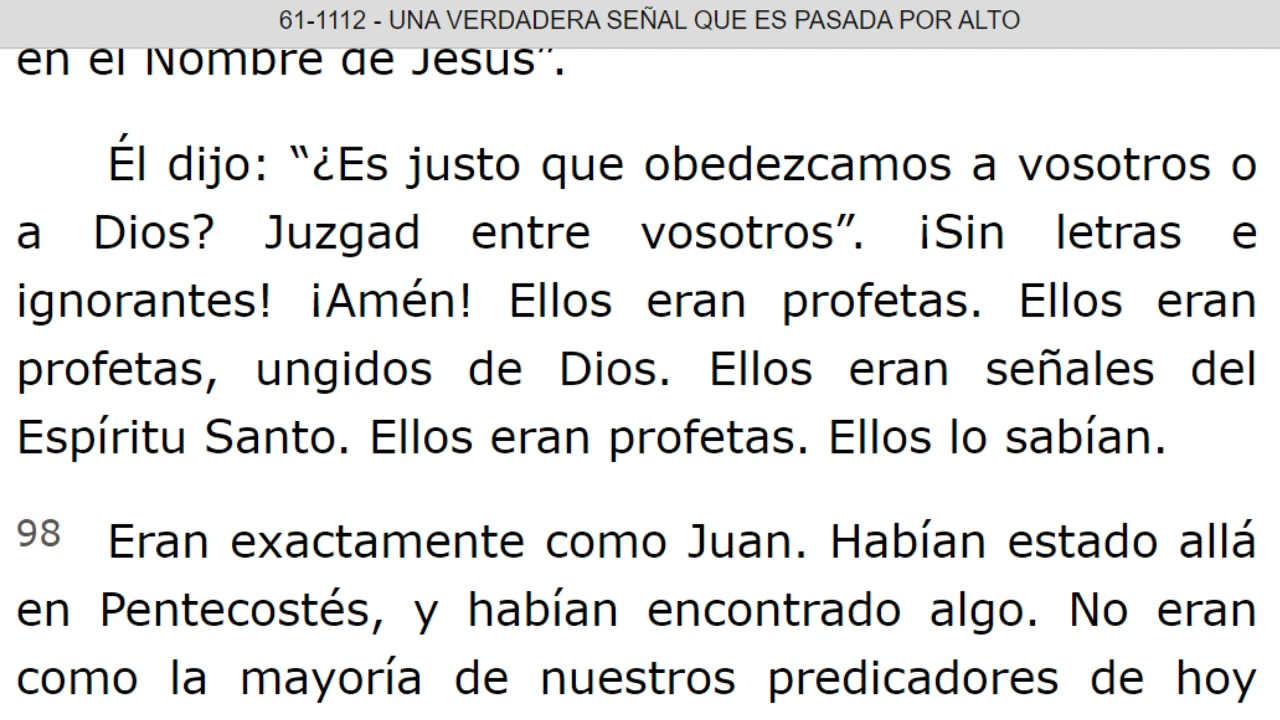 61-1112 - UNA VERDADERA SEÑAL QUE ES PASADA POR ALTO
en el Nombre de Jesús”.
Él dijo: “¿Es justo que obedezcamos a vosotros o
a Dios? Juzgad entre vosotros”. ¡Sin letras e
ignorantes! ¡Amén! Ellos eran profetas. Ellos eran
profetas, ungidos de Dios. Ellos eran señales del
Espíritu Santo. Ellos eran profetas. Ellos lo sabían.
98 Eran exactamente como Juan. Habían estado allá
en Pentecostés, y habían encontrado algo. No eran
como la mayoría de nuestros predicadores de hoy